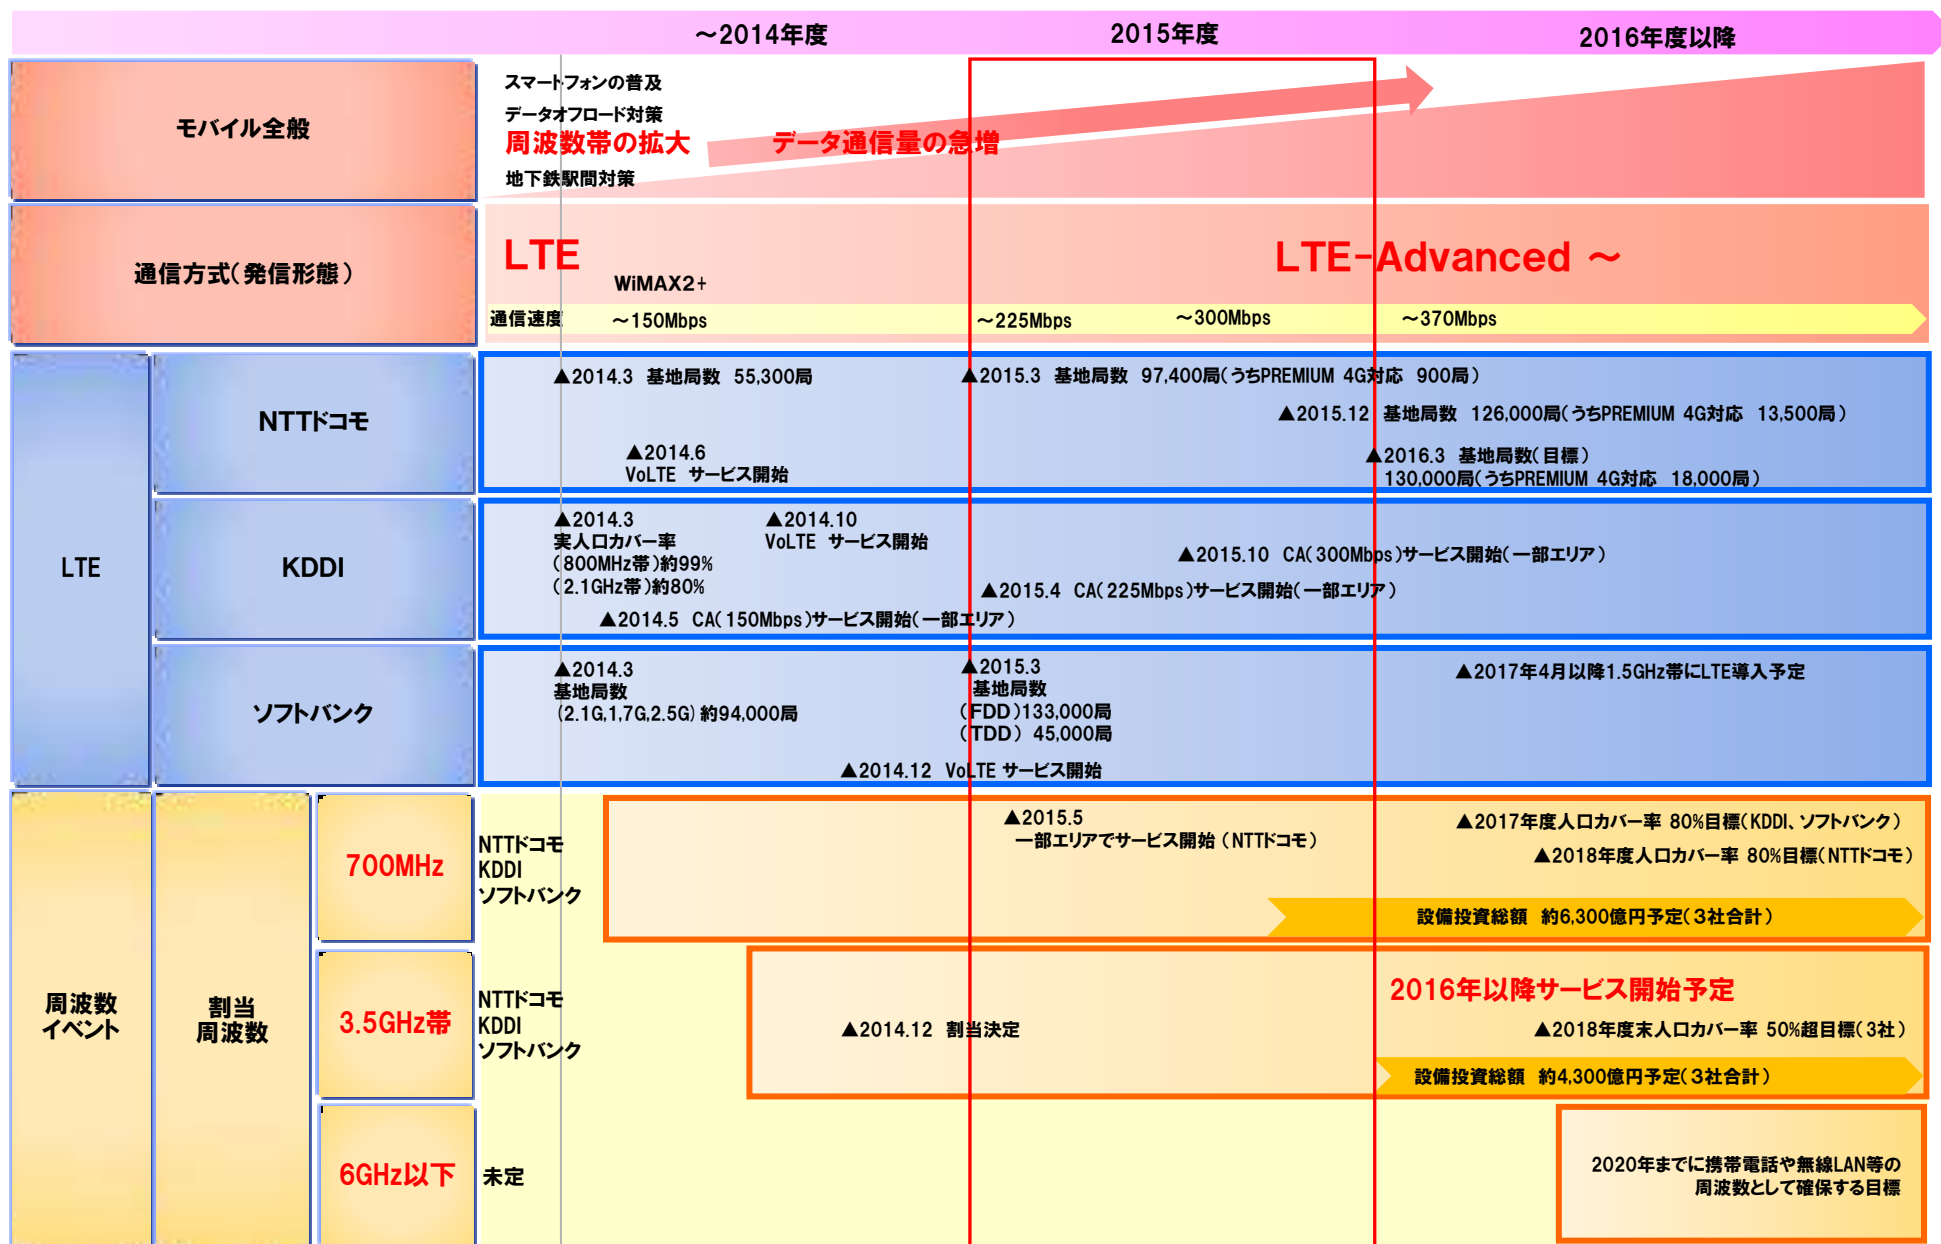 ～2014年度
2015年度
2016年度以降
モバイル全般
スマートフォンの普及
データオフロード対策
周波数帯の拡大
データ通信量の急増
地下鉄駅間対策
通信方式(発信形態)
LTE
LTE-Advanced ～
WiMAX2+
通信速度
～150Mbps
～225Mbps
～300Mbps
～370Mbps
LTE
NTTドコモ
▲2014.3 基地局数 55,300局
▲2015.3 基地局数 97,400局(うちPREMIUM 4G対応 900局)
▲2015.12 基地局数 126,000局(うちPREMIUM 4G対応 13,500局)
▲2014.6
VoLTE サービス開始
▲2016.3 基地局数(目標)
130,000局(うちPREMIUM 4G対応 18,000局)
KDDI
▲2014.3
実人口カバー率
(800MHz帯)約99%
(2.1GHz帯)約80%
▲2014.10
VoLTE サービス開始
▲2015.10 CA(300Mbps)サービス開始(一部エリア)
▲2015.4 CA(225Mbps)サービス開始(一部エリア)
▲2014.5 CA(150Mbps)サービス開始(一部エリア)
ソフトバンク
▲2014.3
基地局数
(2.1G,1,7G,2.5G)約94,000局
▲2015.3
基地局数
(FDD)133,000局
(TDD) 45,000局
▲2017年4月以降1.5GHz帯にLTE導入予定
▲2014.12 VoLTE サービス開始
周波数
イベント
割当
周波数
700MHz
NTTドコモ
KDDI
ソフトバンク
▲2015.5
一部エリアでサービス開始(NTTドコモ)
▲2017年度人口カバー率 80%目標(KDDI、ソフトバンク)
▲2018年度人口カバー率 80%目標(NTTドコモ)
設備投資総額 約6,300億円予定(3社合計)
3.5GHz帯
NTTドコモ
KDDI
ソフトバンク
2016年以降サービス開始予定
▲2014.12 割当決定
▲2018年度末人口カバー率 50%超目標(3社)
設備投資総額 約4,300億円予定(3社合計)
6GHz以下
未定
2020年までに携帯電話や無線LAN等の
周波数として確保する目標